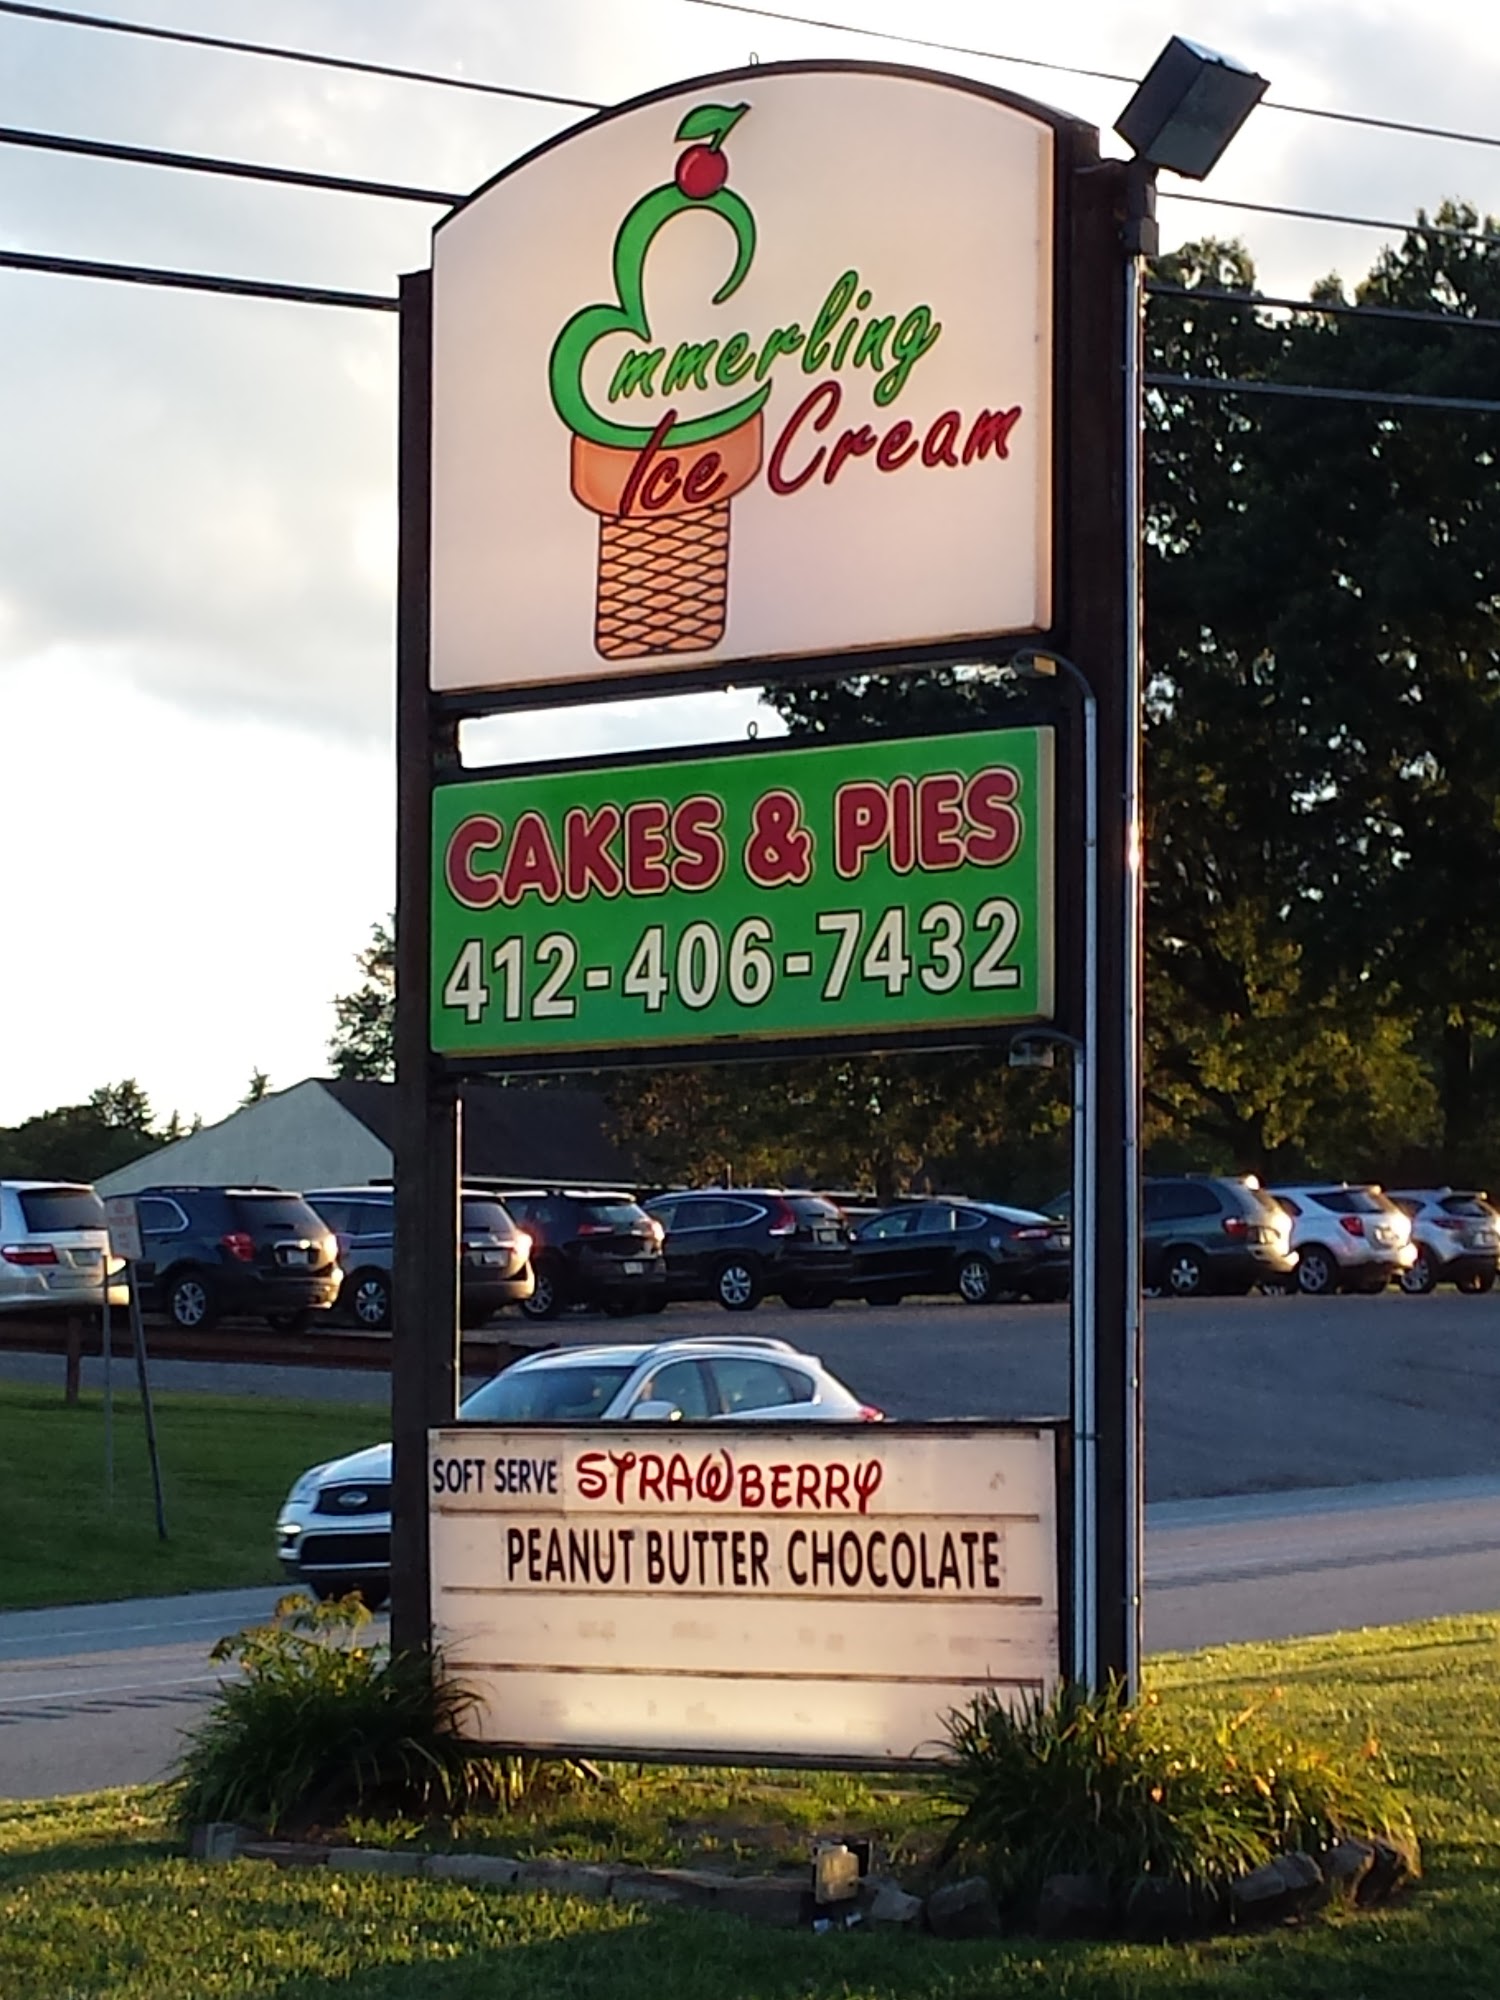 Emmerling
Ice Cream
CAKES & PIES
412-406-7432
SOFT SERVE STRAWBERRY
PEANUT BUTTER CHOCOLATE